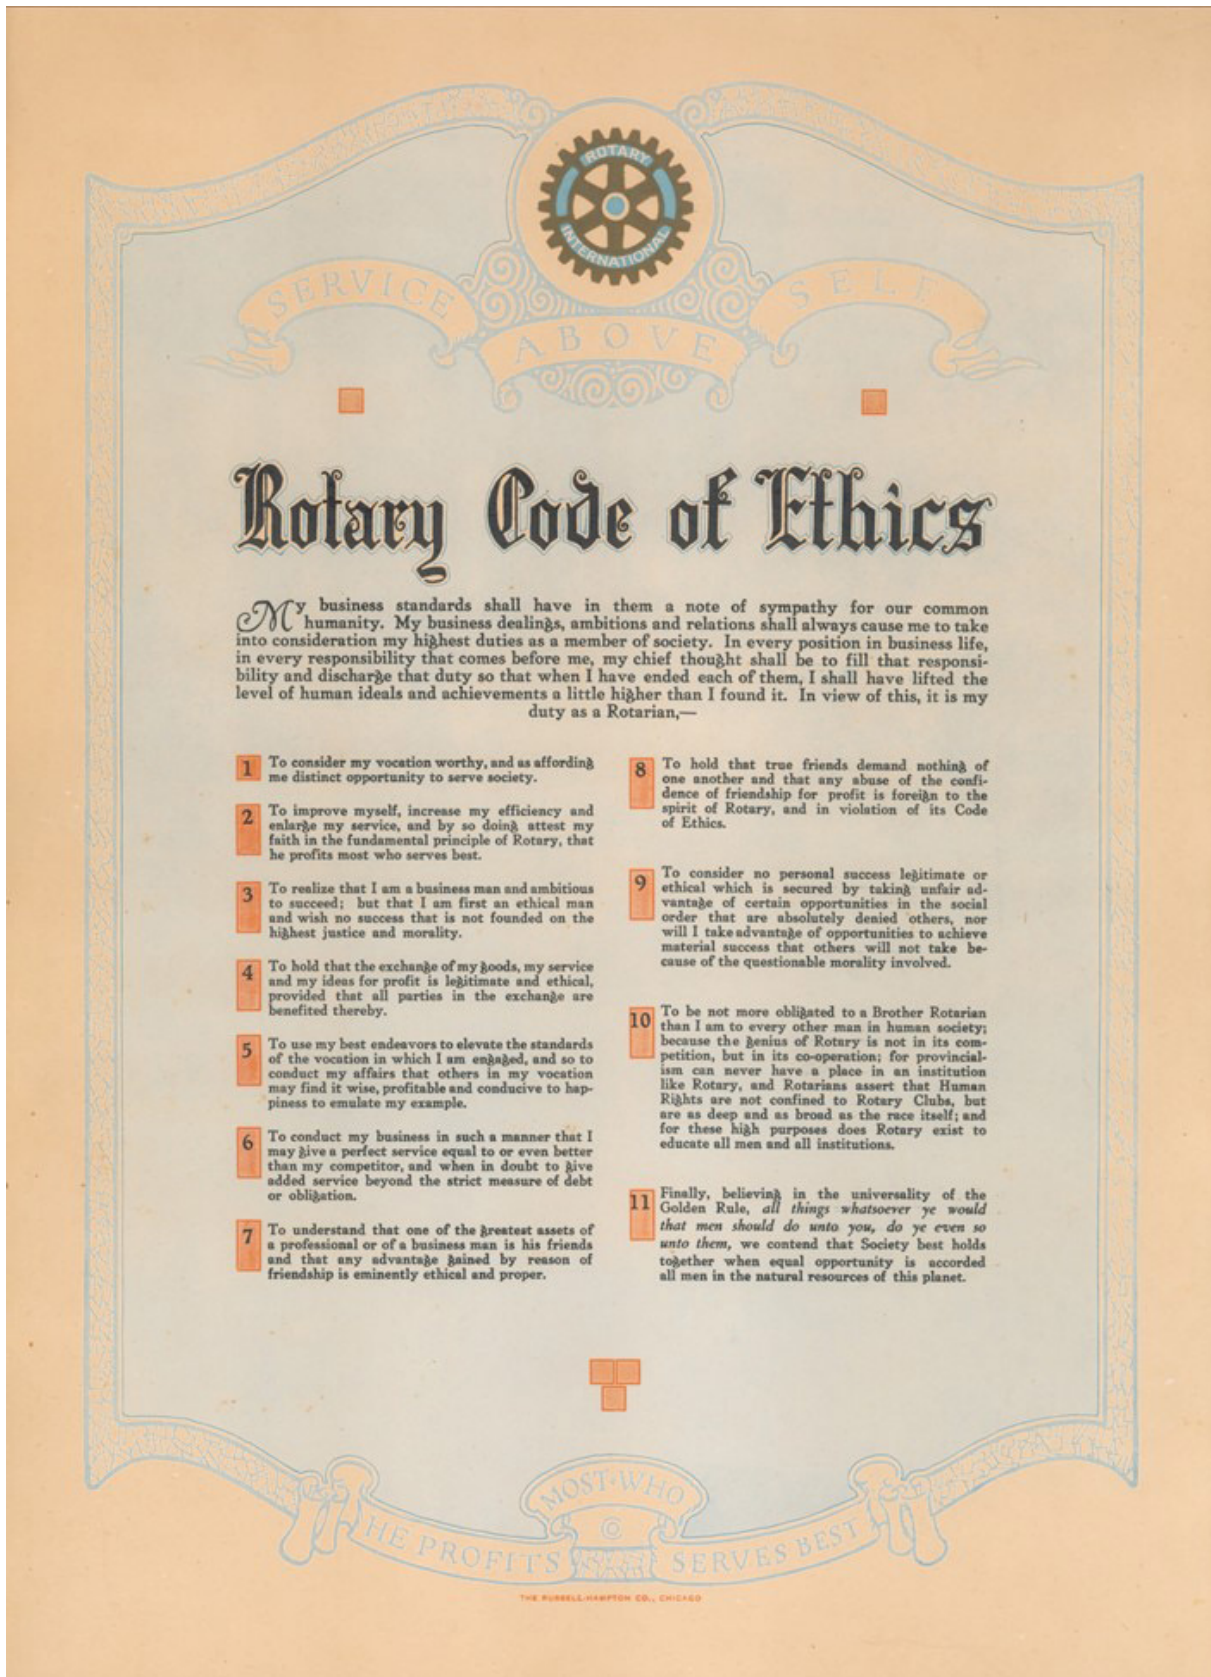 ROTARY
INTERNATIONAL
SERVICE
ABOVE
SELF
Rotary Code of Ethics
My business standards shall have in them a note of sympathy for our common
humanity. My business dealings, ambitions and relations shall always cause me to take
into consideration my highest duties as a member of society. In every position in business life,
in every responsibility that comes before me, my chief thought shall be to fill that responsi-
bility and discharge that duty so that when I have ended each of them, I shall have lifted the
level of human ideals and achievements a little higher than I found it. In view of this, it is my
duty as a Rotarian,—
1 To consider my vocation worthy, and as affording
me distinct opportunity to serve society.
2 To improve myself, increase my efficiency and
enlarge my service, and by so doing attest my
faith in the fundamental principle of Rotary, that
he profits most who serves best.
3 To realize that I am a business man and ambitious
to succeed; but that I am first an ethical man
and wish no success that is not founded on the
highest justice and morality.
4 To hold that the exchange of my goods, my service
and my ideas for profit is legitimate and ethical,
provided that all parties in the exchange are
benefited thereby.
5 To use my best endeavors to elevate the standards
of the vocation in which I am engaged, and so to
conduct my affairs that others in my vocation
may find it wise, profitable and conducive to hap-
piness to emulate my example.
6 To conduct my business in such a manner that I
may give a perfect service equal to or even better
than my competitor, and when in doubt to give
added service beyond the strict measure of debt
or obligation.
7 To understand that one of the greatest assets of
a professional or of a business man is his friends
and that any advantage gained by reason of
friendship is eminently ethical and proper.
8 To hold that true friends demand nothing of
one another and that any abuse of the confi-
dence of friendship for profit is foreign to the
spirit of Rotary, and in violation of its Code
of Ethics.
9 To consider no personal success legitimate or
ethical which is secured by taking unfair ad-
vantage of certain opportunities in the social
order that are absolutely denied others, nor
will I take advantage of opportunities to achieve
material success that others will not take be-
cause of the questionable morality involved.
10 To be not more obligated to a Brother Rotarian
than I am to every other man in human society;
because the genius of Rotary is not in its com-
petition, but in its co-operation; for provincial-
ism can never have a place in an institution
like Rotary, and Rotarians assert that Human
Rights are not confined to Rotary Clubs, but
are as deep and as broad as the race itself; and
for these high purposes does Rotary exist to
educate all men and all institutions.
11 Finally, believing in the universality of the
Golden Rule, all things whatsoever ye would
that men should do unto you, do ye even so
unto them, we contend that Society best holds
together when equal opportunity is accorded
all men in the natural resources of this planet.
HE PROFITS
MOST·WHO
SERVES BEST
THE RUSSELL-HAMPTON CO., CHICAGO